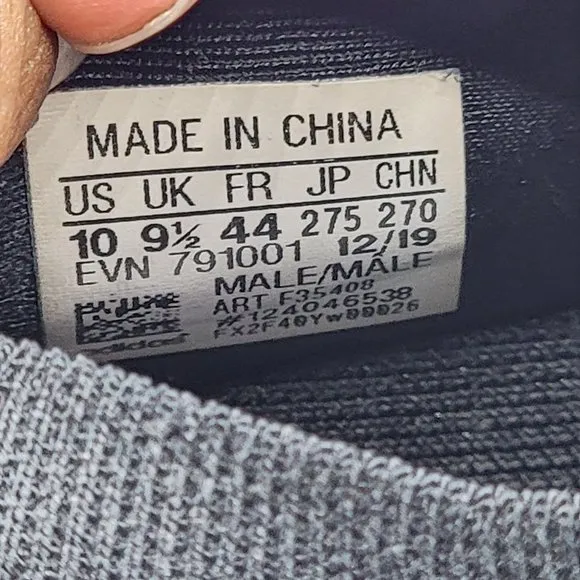 MADE IN CHINA
US UK FR JP CHN
10 9½ 44 275 270
EVN 791001 12/19
MALE/MÂLE
ART F35408
#124046538
FX2F40Yw00026
adidas